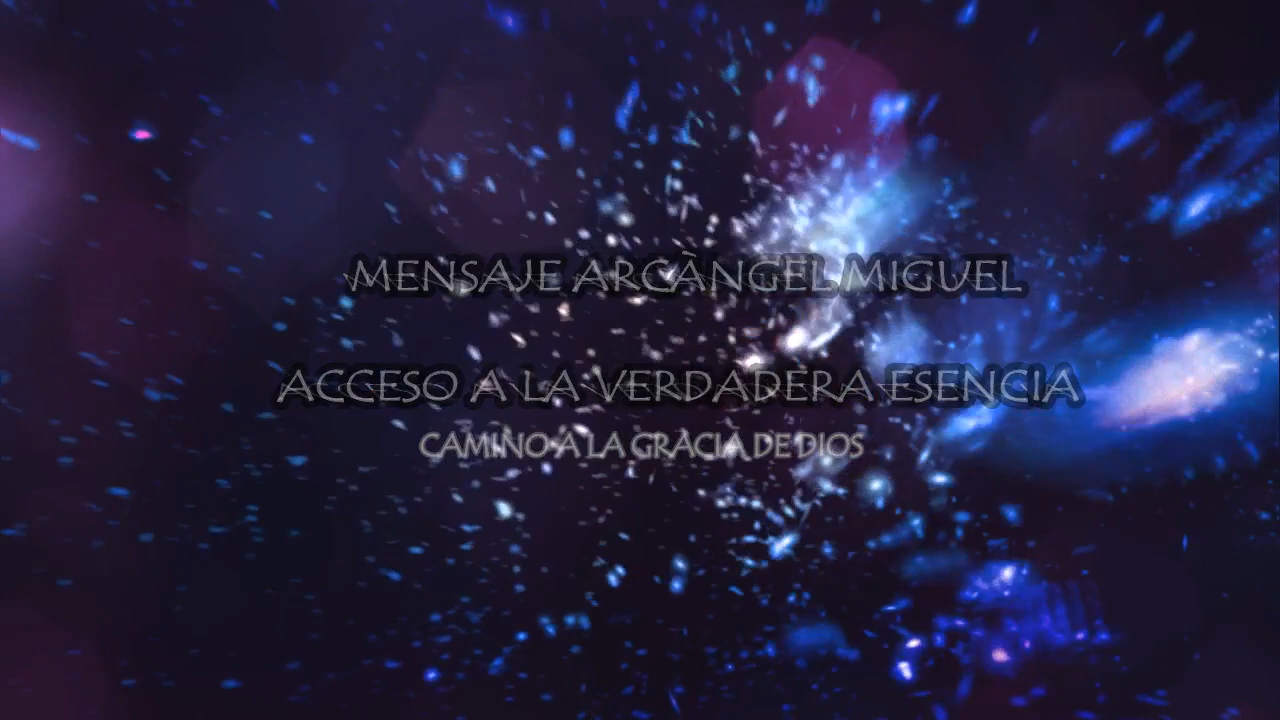 MENSAJE ARCÀNGEL MIGUEL
ACCESO A LA VERDADERA ESENCIA
CAMINO A LA GRACIA DE DIOS